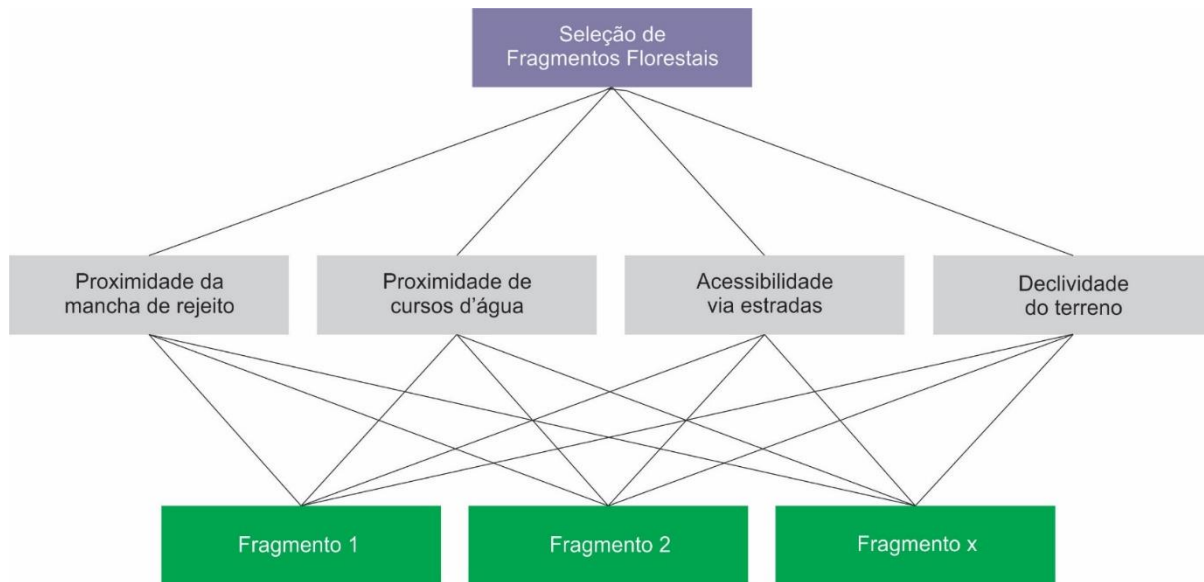 Seleção de
Fragmentos Florestais
Proximidade da
mancha de rejeito
Proximidade de
cursos d’água
Acessibilidade
via estradas
Declividade
do terreno
Fragmento 1
Fragmento 2
Fragmento x